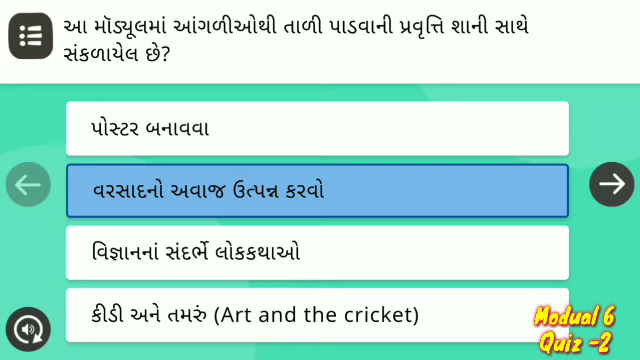 આ મૉડ્યૂલમાં આંગળીઓથી તાળી પાડવાની પ્રવૃત્તિ શાની સાથે
સંકળાયેલ છે?
પોસ્ટર બનાવવા
વરસાદનો અવાજ ઉત્પન્ન કરવો
વિજ્ઞાનનાં સંદર્ભે લોકકથાઓ
કીડી અને તમરું (Art and the cricket)
Modual 6
Quiz -2